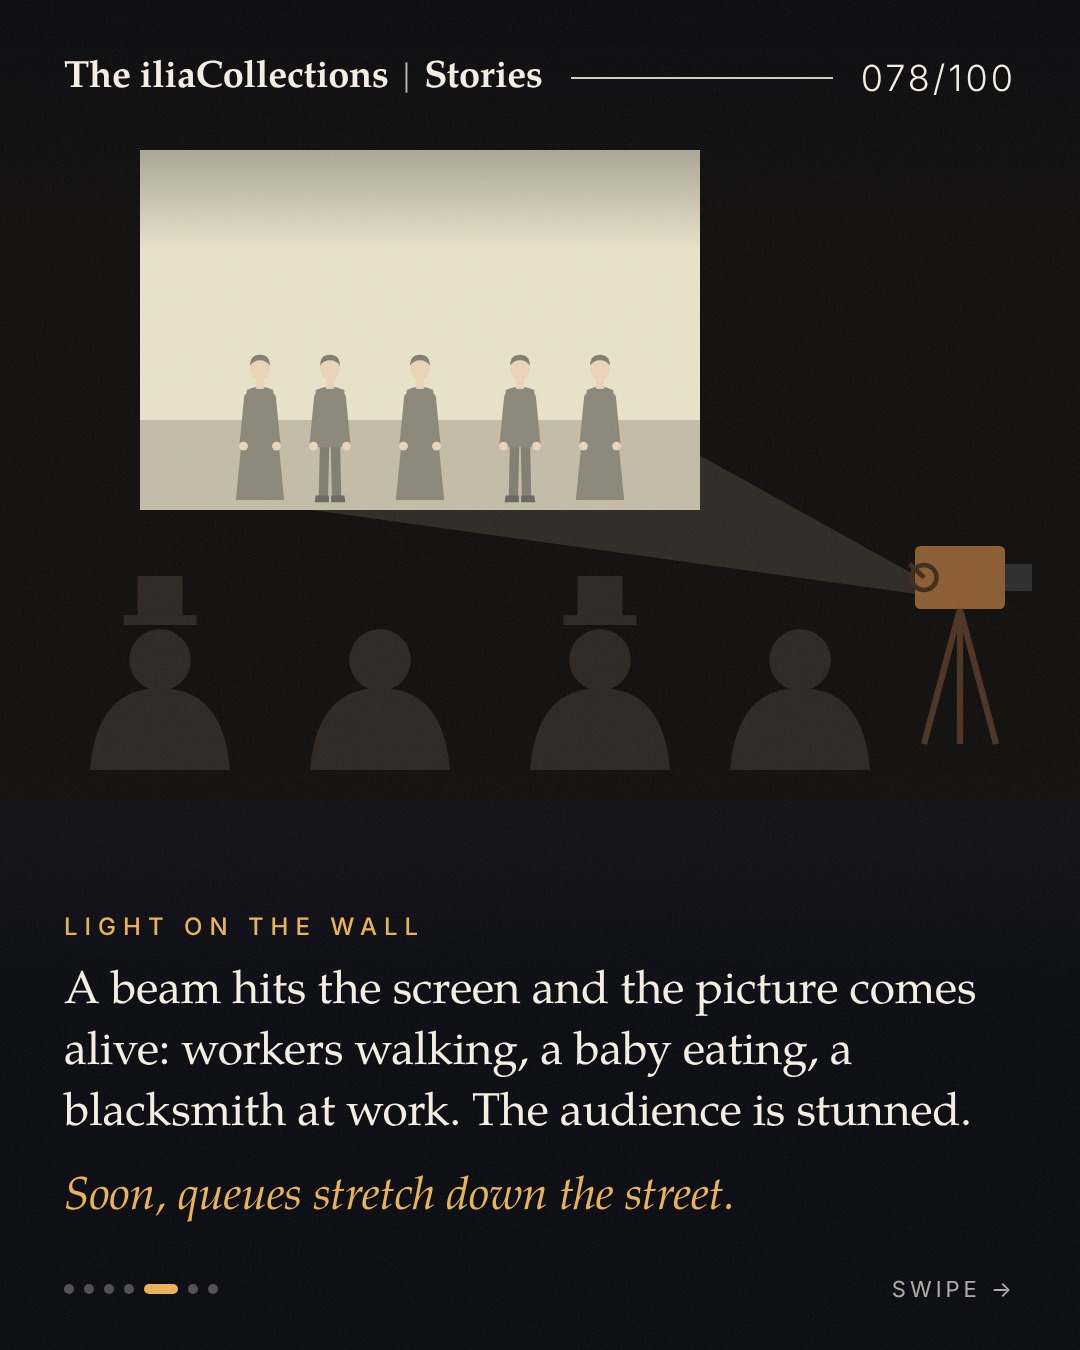 The iliaCollections | Stories
078/100
LIGHT ON THE WALL
A beam hits the screen and the picture comes
alive: workers walking, a baby eating, a
blacksmith at work. The audience is stunned.
Soon, queues stretch down the street.
SWIPE →